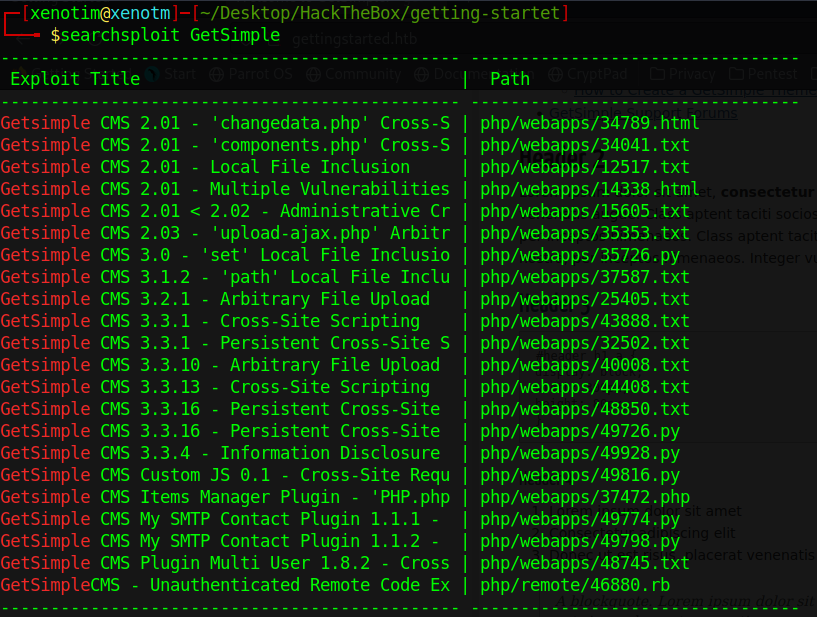 [xenotim@xenotm]─[~/Desktop/HackTheBox/getting-startet]
$searchsploit GetSimple
gettingstarted.htb
Start Parrot OS Community CryptPad Privacy Pentest
---------------------------------------------- ---------------------------------
Exploit Title | Path
---------------------------------------------- ---------------------------------
Getsimple CMS 2.01 - 'changedata.php' Cross-S | php/webapps/34789.html
Getsimple CMS 2.01 - 'components.php' Cross-S | php/webapps/34041.txt
Getsimple CMS 2.01 - Local File Inclusion | php/webapps/12517.txt
Getsimple CMS 2.01 - Multiple Vulnerabilities | php/webapps/14338.html
Getsimple CMS 2.01 < 2.02 - Administrative Cr | php/webapps/15605.txt
Getsimple CMS 2.03 - 'upload-ajax.php' Arbitr | php/webapps/35353.txt
Getsimple CMS 3.0 - 'set' Local File Inclusio | php/webapps/35726.py
GetSimple CMS 3.1.2 - 'path' Local File Inclu | php/webapps/37587.txt
GetSimple CMS 3.2.1 - Arbitrary File Upload | php/webapps/25405.txt
GetSimple CMS 3.3.1 - Cross-Site Scripting | php/webapps/43888.txt
GetSimple CMS 3.3.1 - Persistent Cross-Site S | php/webapps/32502.txt
Getsimple CMS 3.3.10 - Arbitrary File Upload | php/webapps/40008.txt
GetSimple CMS 3.3.13 - Cross-Site Scripting | php/webapps/44408.txt
GetSimple CMS 3.3.16 - Persistent Cross-Site | php/webapps/48850.txt
GetSimple CMS 3.3.16 - Persistent Cross-Site | php/webapps/49726.py
GetSimple CMS 3.3.4 - Information Disclosure | php/webapps/49928.py
GetSimple CMS Custom JS 0.1 - Cross-Site Requ | php/webapps/49816.py
Getsimple CMS Items Manager Plugin - 'PHP.php | php/webapps/37472.php
GetSimple CMS My SMTP Contact Plugin 1.1.1 - | php/webapps/49774.py
GetSimple CMS My SMTP Contact Plugin 1.1.2 - | php/webapps/49798.py
GetSimple CMS Plugin Multi User 1.8.2 - Cross | php/webapps/48745.txt
GetSimpleCMS - Unauthenticated Remote Code Ex | php/remote/46880.rb
---------------------------------------------- ---------------------------------